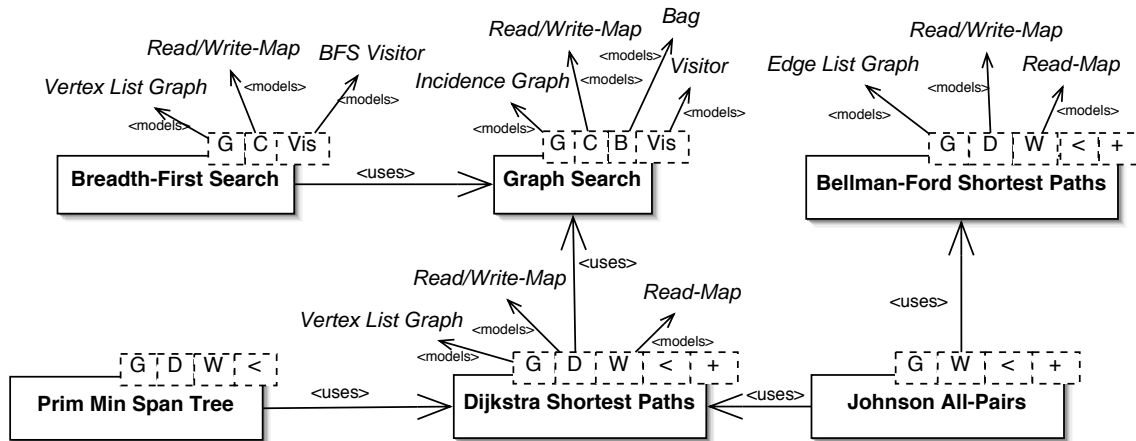 Bag
Read/Write-Map
BFS Visitor
Vertex List Graph
<models>
<models>
<models>
G C Vis
Breadth-First Search
<uses>
Read/Write-Map
Incidence Graph
Visitor
<models>
<models>
<models>
<models>
G C B Vis
Graph Search
Read/Write-Map
Edge List Graph
Read-Map
<models>
<models>
<models>
G D W < +
Bellman-Ford Shortest Paths
<uses>
<uses>
Read/Write-Map
Read-Map
Vertex List Graph
<models>
<models>
<models>
G D W <
Prim Min Span Tree
<uses>
G D W < +
Dijkstra Shortest Paths
<uses>
G W < +
Johnson All-Pairs